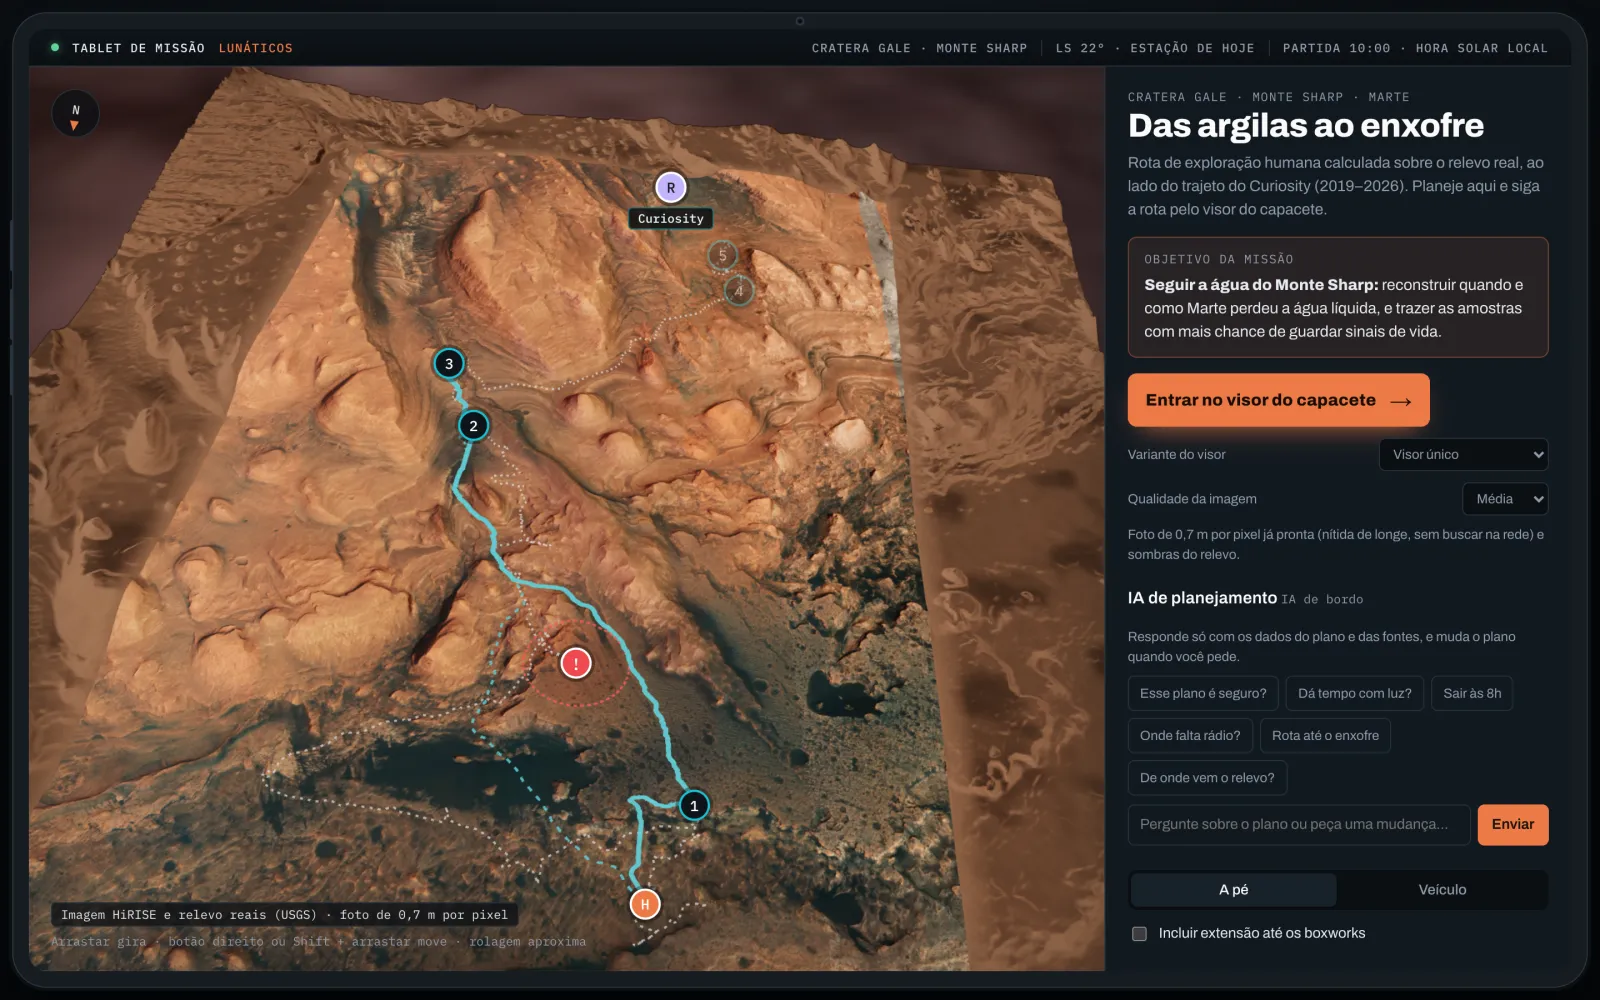 TABLET DE MISSÃO LUNÁTICOS
CRATERA GALE · MONTE SHARP
LS 22° · ESTAÇÃO DE HOJE
PARTIDA 10:00 · HORA SOLAR LOCAL
N
R
Curiosity
5
4
3
2
!
1
H
Imagem HiRISE e relevo reais (USGS) · foto de 0,7 m por pixel
Arrastar gira · botão direito ou Shift + arrastar move · rolagem aproxima
CRATERA GALE · MONTE SHARP · MARTE
Das argilas ao enxofre
Rota de exploração humana calculada sobre o relevo real, ao
lado do trajeto do Curiosity (2019–2026). Planeje aqui e siga
a rota pelo visor do capacete.
OBJETIVO DA MISSÃO
Seguir a água do Monte Sharp: reconstruir quando e
como Marte perdeu a água líquida, e trazer as amostras
com mais chance de guardar sinais de vida.
Entrar no visor do capacete →
Variante do visor
Visor único
Qualidade da imagem
Média
Foto de 0,7 m por pixel já pronta (nítida de longe, sem buscar na rede) e
sombras do relevo.
IA de planejamento IA de bordo
Responde só com os dados do plano e das fontes, e muda o plano
quando você pede.
Esse plano é seguro?
Dá tempo com luz?
Sair às 8h
Onde falta rádio?
Rota até o enxofre
De onde vem o relevo?
Pergunte sobre o plano ou peça uma mudança...
Enviar
A pé
Veículo
Incluir extensão até os boxworks